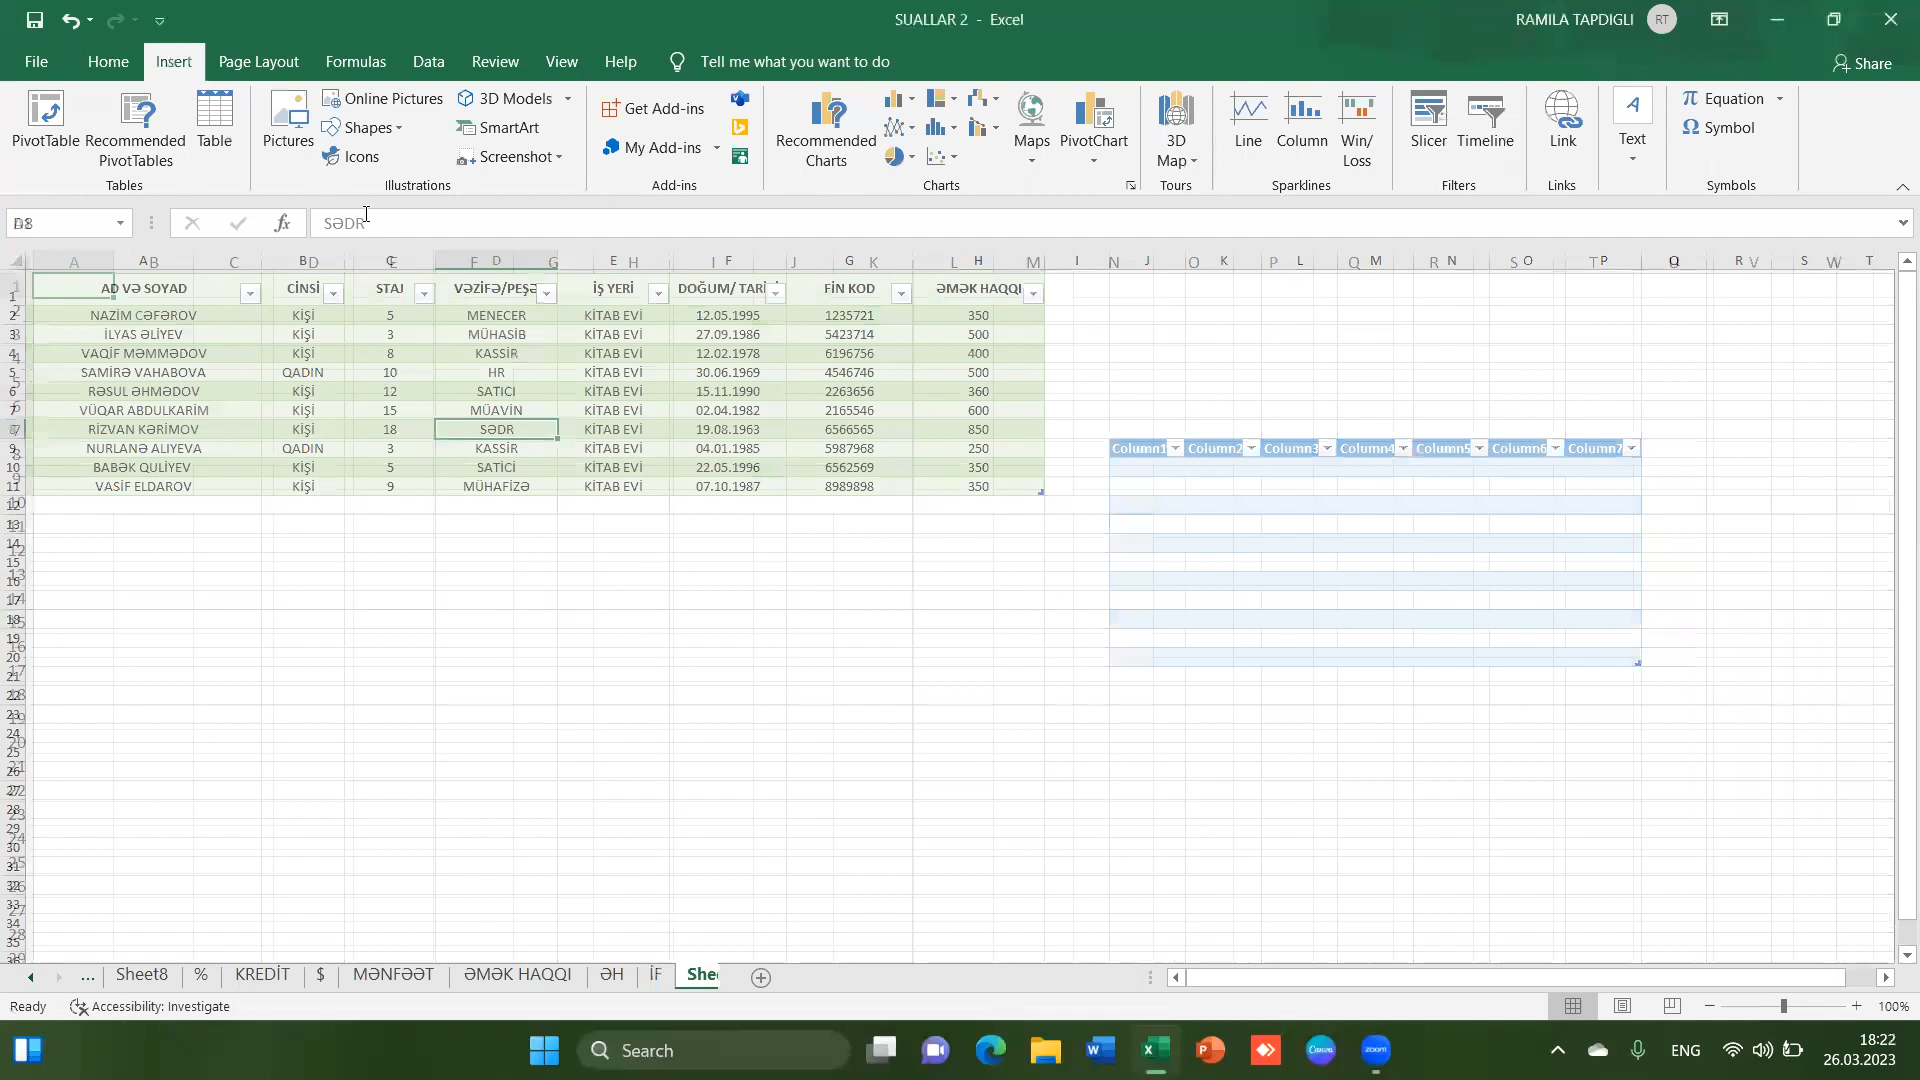 SUALLAR 2 - Excel
RAMILA TAPDIGLI RT
File Home Insert Page Layout Formulas Data Review View Help Tell me what you want to do Share
PivotTable Recommended PivotTables Table
Tables
Pictures Online Pictures Shapes Icons 3D Models SmartArt Screenshot
Illustrations
Get Add-ins My Add-ins
Add-ins
Recommended Charts Maps PivotChart
Charts
3D Map
Tours
Line Column Win/Loss
Sparklines
Slicer Timeline
Filters
Link
Links
Text
Equation Symbol
Symbols
fx SƏDR
AD VƏ SOYAD CİNSİ STAJ VƏZİFƏ/PEŞƏ İŞ YERİ DOĞUM/ TARİ FİN KOD ƏMƏK HAQQI
NAZİM CƏFƏROV KİŞİ 5 MENECER KİTAB EVİ 12.05.1995 1235721 350
İLYAS ƏLİYEV KİŞİ 3 MÜHASİB KİTAB EVİ 27.09.1986 5423714 500
VAQİF MƏMMƏDOV KİŞİ 8 KASSİR KİTAB EVİ 12.02.1978 6196756 400
SAMİRƏ VAHABOVA QADIN 10 HR KİTAB EVİ 30.06.1969 4546746 500
RƏSUL ƏHMƏDOV KİŞİ 12 SATICI KİTAB EVİ 15.11.1990 2263656 360
VÜQAR ABDULKARİM KİŞİ 15 MÜAVİN KİTAB EVİ 02.04.1982 2165546 600
RİZVAN KƏRİMOV KİŞİ 18 SƏDR KİTAB EVİ 19.08.1963 6566565 850
NURLANƏ ALIYEVA QADIN 3 KASSİR KİTAB EVİ 04.01.1985 5987968 250
BABƏK QULİYEV KİŞİ 5 SATİCİ KİTAB EVİ 22.05.1996 6562569 350
VASİF ELDAROV KİŞİ 9 MÜHAFİZƏ KİTAB EVİ 07.10.1987 8989898 350
Column1 Column2 Column3 Column4 Column5 Column6 Column7
... Sheet8 % KREDİT $ MƏNFƏƏT ƏMƏK HAQQI ƏH İF Shee
Ready Accessibility: Investigate 100%
Search
ENG
18:22
26.03.2023